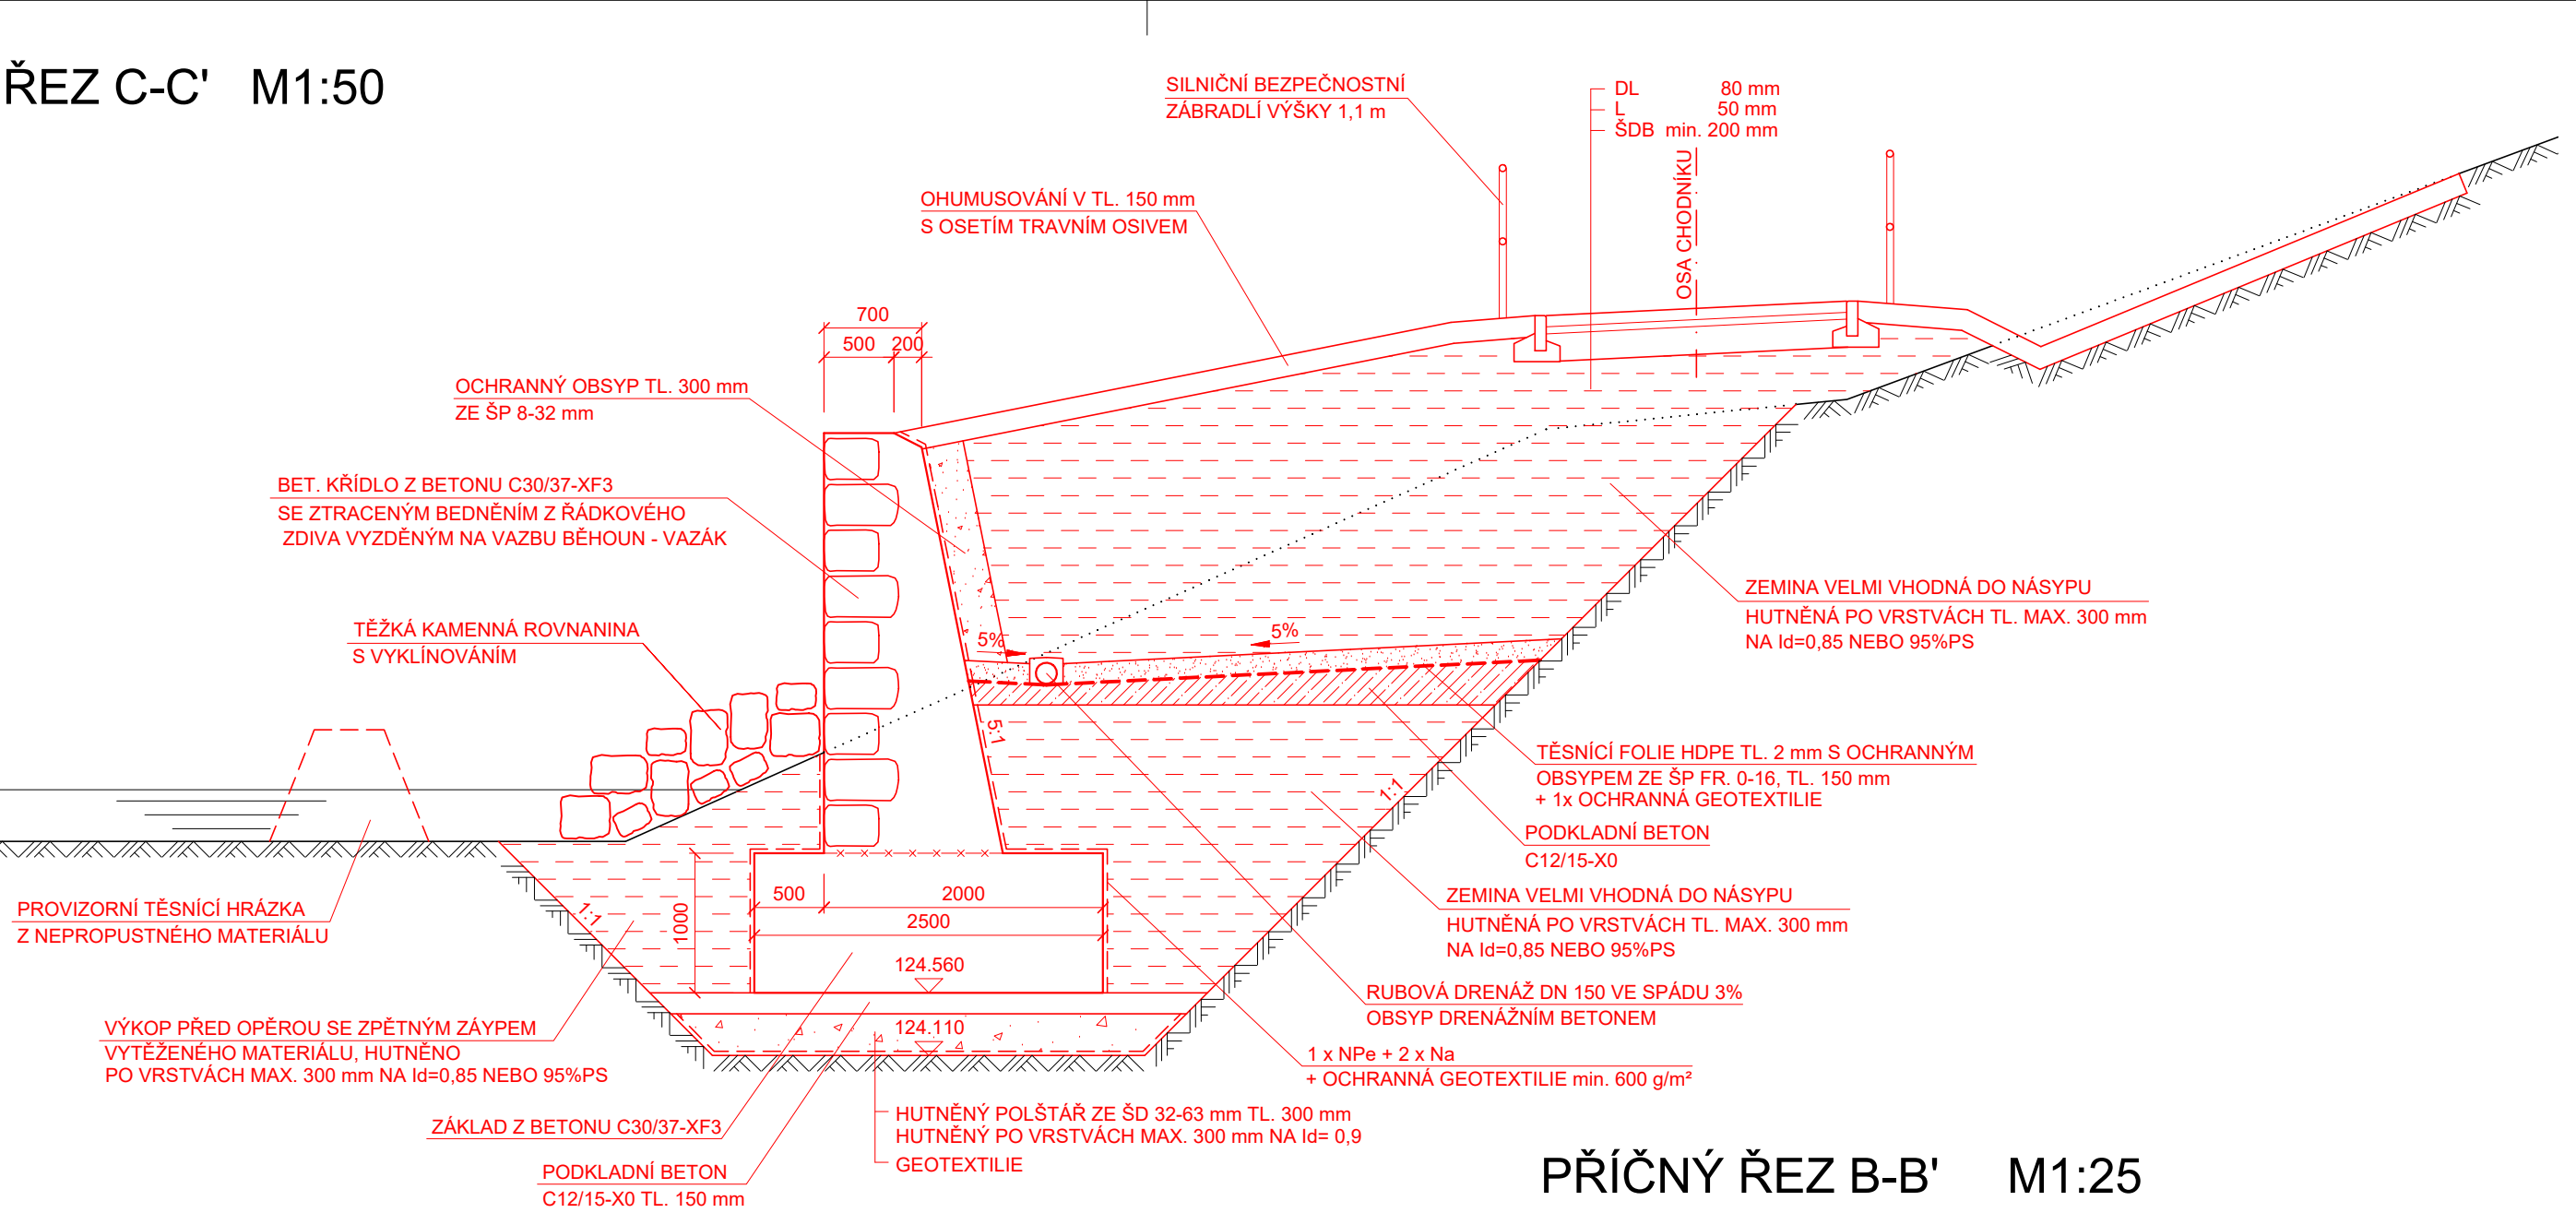 ŘEZ C-C' M1:50
SILNIČNÍ BEZPEČNOSTNÍ
ZÁBRADLÍ VÝŠKY 1,1 m
DL 80 mm
L 50 mm
ŠDB min. 200 mm
OSA CHODNÍKU
OHUMUSOVÁNÍ V TL. 150 mm
S OSETÍM TRAVNÍM OSIVEM
700
500 200
OCHRANNÝ OBSYP TL. 300 mm
ZE ŠP 8-32 mm
BET. KŘÍDLO Z BETONU C30/37-XF3
SE ZTRACENÝM BEDNĚNÍM Z ŘÁDKOVÉHO
ZDIVA VYZDĚNÝM NA VAZBU BĚHOUN - VAZÁK
TĚŽKÁ KAMENNÁ ROVNANINA
S VYKLÍNOVÁNÍM
ZEMINA VELMI VHODNÁ DO NÁSYPU
HUTNĚNÁ PO VRSTVÁCH TL. MAX. 300 mm
NA Id=0,85 NEBO 95%PS
5%
5%
5:1
1:1
TĚSNÍCÍ FOLIE HDPE TL. 2 mm S OCHRANNÝM
OBSYPEM ZE ŠP FR. 0-16, TL. 150 mm
+ 1x OCHRANNÁ GEOTEXTILIE
PODKLADNÍ BETON
C12/15-X0
ZEMINA VELMI VHODNÁ DO NÁSYPU
HUTNĚNÁ PO VRSTVÁCH TL. MAX. 300 mm
NA Id=0,85 NEBO 95%PS
PROVIZORNÍ TĚSNÍCÍ HRÁZKA
Z NEPROPUSTNÉHO MATERIÁLU
1:1
1000
500 2000
2500
124.560
124.110
RUBOVÁ DRENÁŽ DN 150 VE SPÁDU 3%
OBSYP DRENÁŽNÍM BETONEM
VÝKOP PŘED OPĚROU SE ZPĚTNÝM ZÁYPEM
VYTĚŽENÉHO MATERIÁLU, HUTNĚNO
PO VRSTVÁCH MAX. 300 mm NA Id=0,85 NEBO 95%PS
1 x NPe + 2 x Na
+ OCHRANNÁ GEOTEXTILIE min. 600 g/m²
ZÁKLAD Z BETONU C30/37-XF3
HUTNĚNÝ POLŠTÁŘ ZE ŠD 32-63 mm TL. 300 mm
HUTNĚNÝ PO VRSTVÁCH MAX. 300 mm NA Id= 0,9
GEOTEXTILIE
PODKLADNÍ BETON
C12/15-X0 TL. 150 mm
PŘÍČNÝ ŘEZ B-B' M1:25